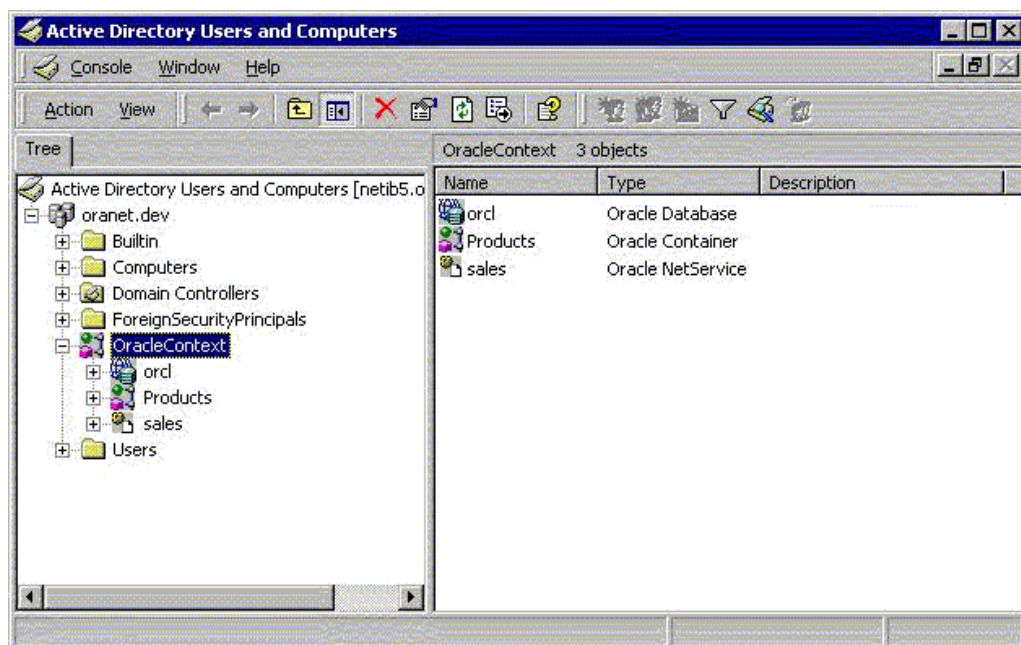 Active Directory Users and Computers
Console Window Help
Action View
Tree
OracleContext 3 objects
Active Directory Users and Computers [netib5.o
oranet.dev
Builtin
Computers
Domain Controllers
ForeignSecurityPrincipals
OracleContext
orcl
Products
sales
Users
Name Type Description
orcl Oracle Database
Products Oracle Container
sales Oracle NetService